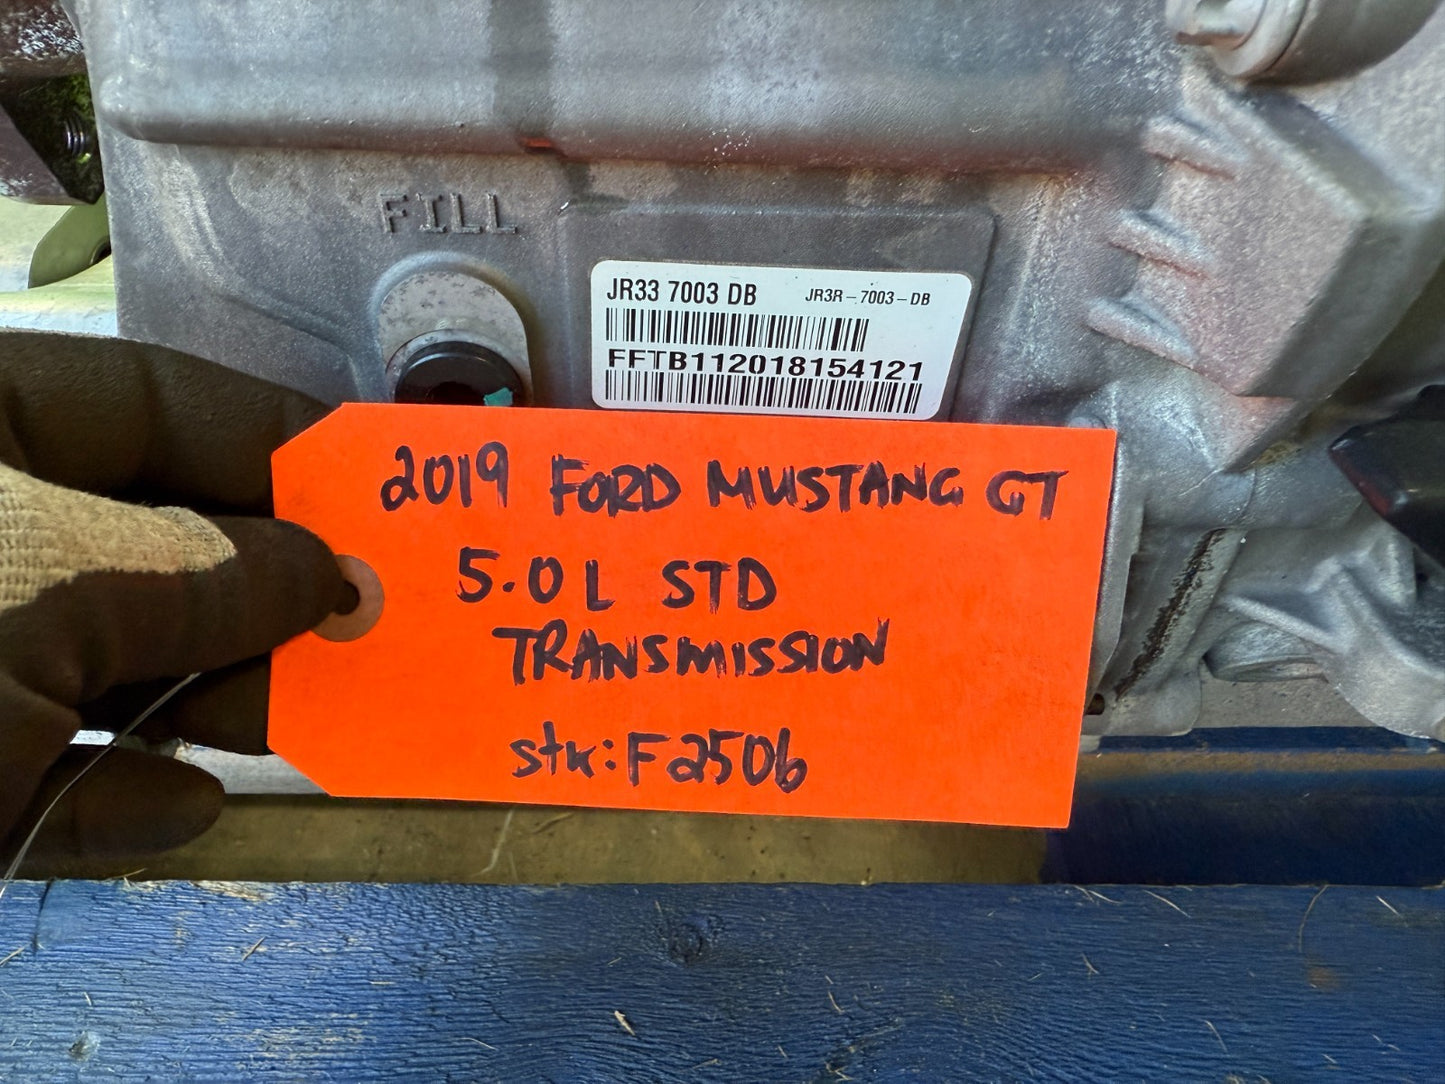 FILL
JR33 7003 DB JR3R-7003-DB
FFTB112018154121
2019 FORD MUSTANG GT
5.0L STD
TRANSMISSION
stk:F2506